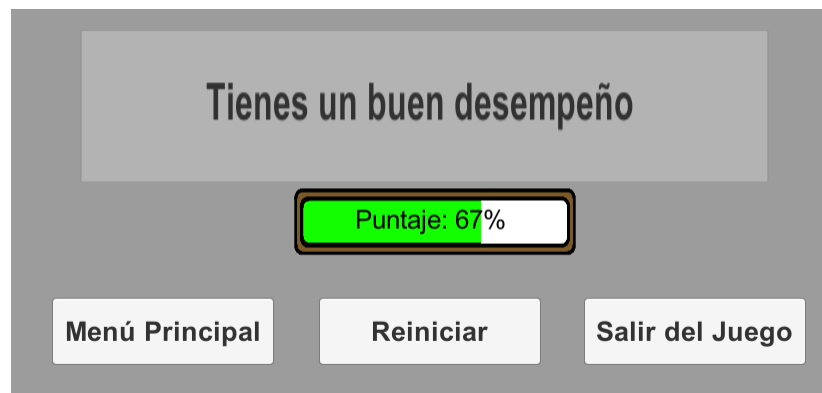 Tienes un buen desempeño
Puntaje: 67%
Menú Principal
Reiniciar
Salir del Juego